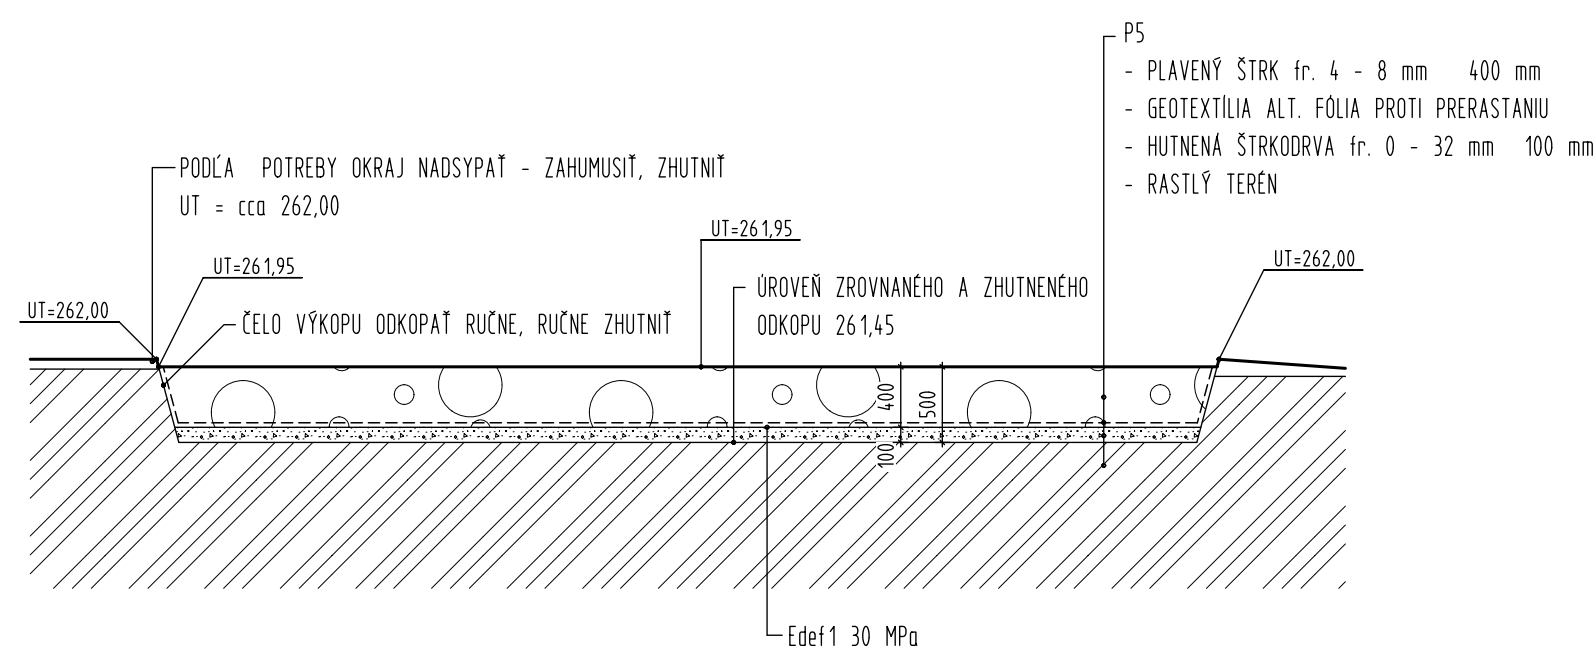 P5
- PLAVENÝ ŠTRK fr. 4 - 8 mm 400 mm
- GEOTEXTÍLIA ALT. FÓLIA PROTI PRERASTANIU
- HUTNENÁ ŠTRKODRVA fr. 0 - 32 mm 100 mm
- RASTLÝ TERÉN
PODĹA POTREBY OKRAJ NADSYPAŤ - ZAHUMUSIŤ, ZHUTNIŤ
UT = cca 262,00
UT=261,95
UT=261,95
UT=262,00
UT=262,00
ÚROVEŇ ZROVNANÉHO A ZHUTNENÉHO
ODKOPU 261,45
ČELO VÝKOPU ODKOPAŤ RUČNE, RUČNE ZHUTNIŤ
400
500
100
Edef1 30 MPa